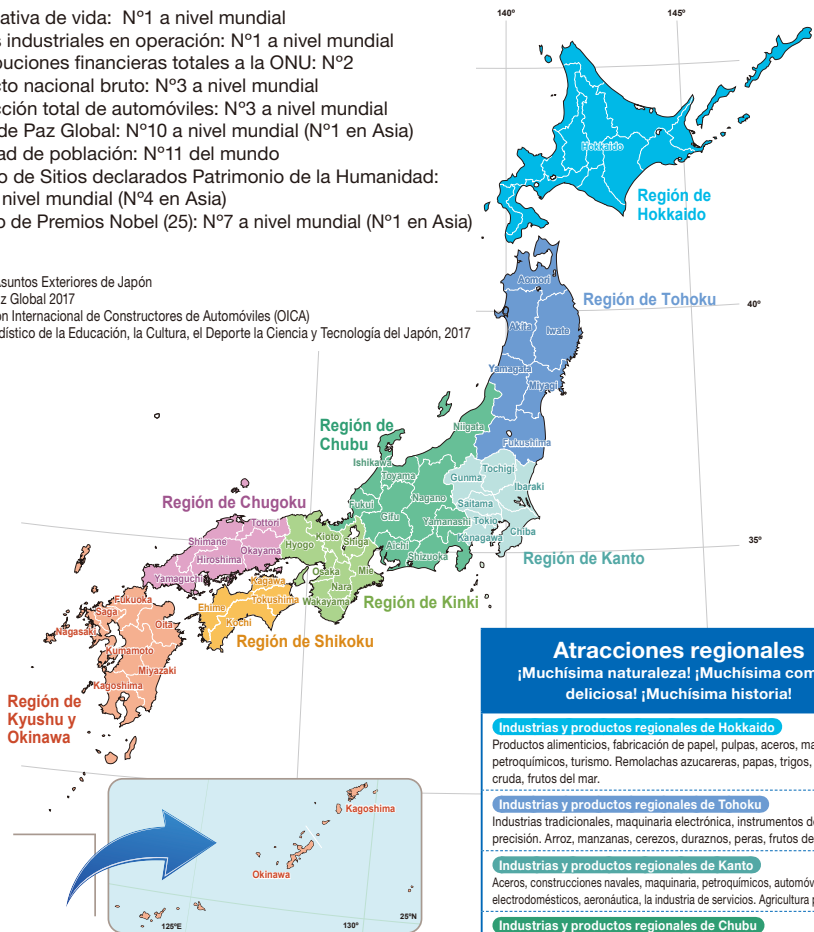 ativa de vida: Nº1 a nivel mundial
s industriales en operación: Nº1 a nivel mundial
buciones financieras totales a la ONU: Nº2
cto nacional bruto: Nº3 a nivel mundial
cción total de automóviles: Nº3 a nivel mundial
de Paz Global: Nº10 a nivel mundial (Nº1 en Asia)
ad de población: Nº11 del mundo
o de Sitios declarados Patrimonio de la Humanidad:
nivel mundial (Nº4 en Asia)
o de Premios Nobel (25): Nº7 a nivel mundial (Nº1 en Asia)
suntos Exteriores de Japón
z Global 2017
ón Internacional de Constructores de Automóviles (OICA)
dístico de la Educación, la Cultura, el Deporte la Ciencia y Tecnología del Japón, 2017
140º
145º
Hokkaido
Región de
Hokkaido
Aomori
Región de Tohoku
40º
Akita
Iwate
Yamagata
Miyagi
Fukushima
Región de
Chubu
Niigata
Ishikawa
Toyama
Fukui
Nagano
Gifu
Yamanashi
Aichi
Shizuoka
Gunma
Tochigi
Ibaraki
Saitama
Tokio
Kanagawa
Chiba
35º
Región de Kanto
Región de Chugoku
Tottori
Shimane
Okayama
Hiroshima
Yamaguchi
Hyogo
Kioto
Shiga
Osaka
Mie
Nara
Wakayama
Región de Kinki
Kagawa
Tokushima
Ehime
Kochi
Región de Shikoku
Fukuoka
Saga
Oita
Nagasaki
Kumamoto
Miyazaki
Kagoshima
Región de
Kyushu y
Okinawa
Kagoshima
Okinawa
125ºE
130º
25ºN
Atracciones regionales
¡Muchísima naturaleza! ¡Muchísima com
deliciosa! ¡Muchísima historia!
Industrias y productos regionales de Hokkaido
Productos alimenticios, fabricación de papel, pulpas, aceros, ma
petroquímicos, turismo. Remolachas azucareras, papas, trigos,
cruda, frutos del mar.
Industrias y productos regionales de Tohoku
Industrias tradicionales, maquinaria electrónica, instrumentos d
precisión. Arroz, manzanas, cerezos, duraznos, peras, frutos de
Industrias y productos regionales de Kanto
Aceros, construcciones navales, maquinaria, petroquímicos, automóv
electrodomésticos, aeronáutica, la industria de servicios. Agricultura p
Industrias y productos regionales de Chubu